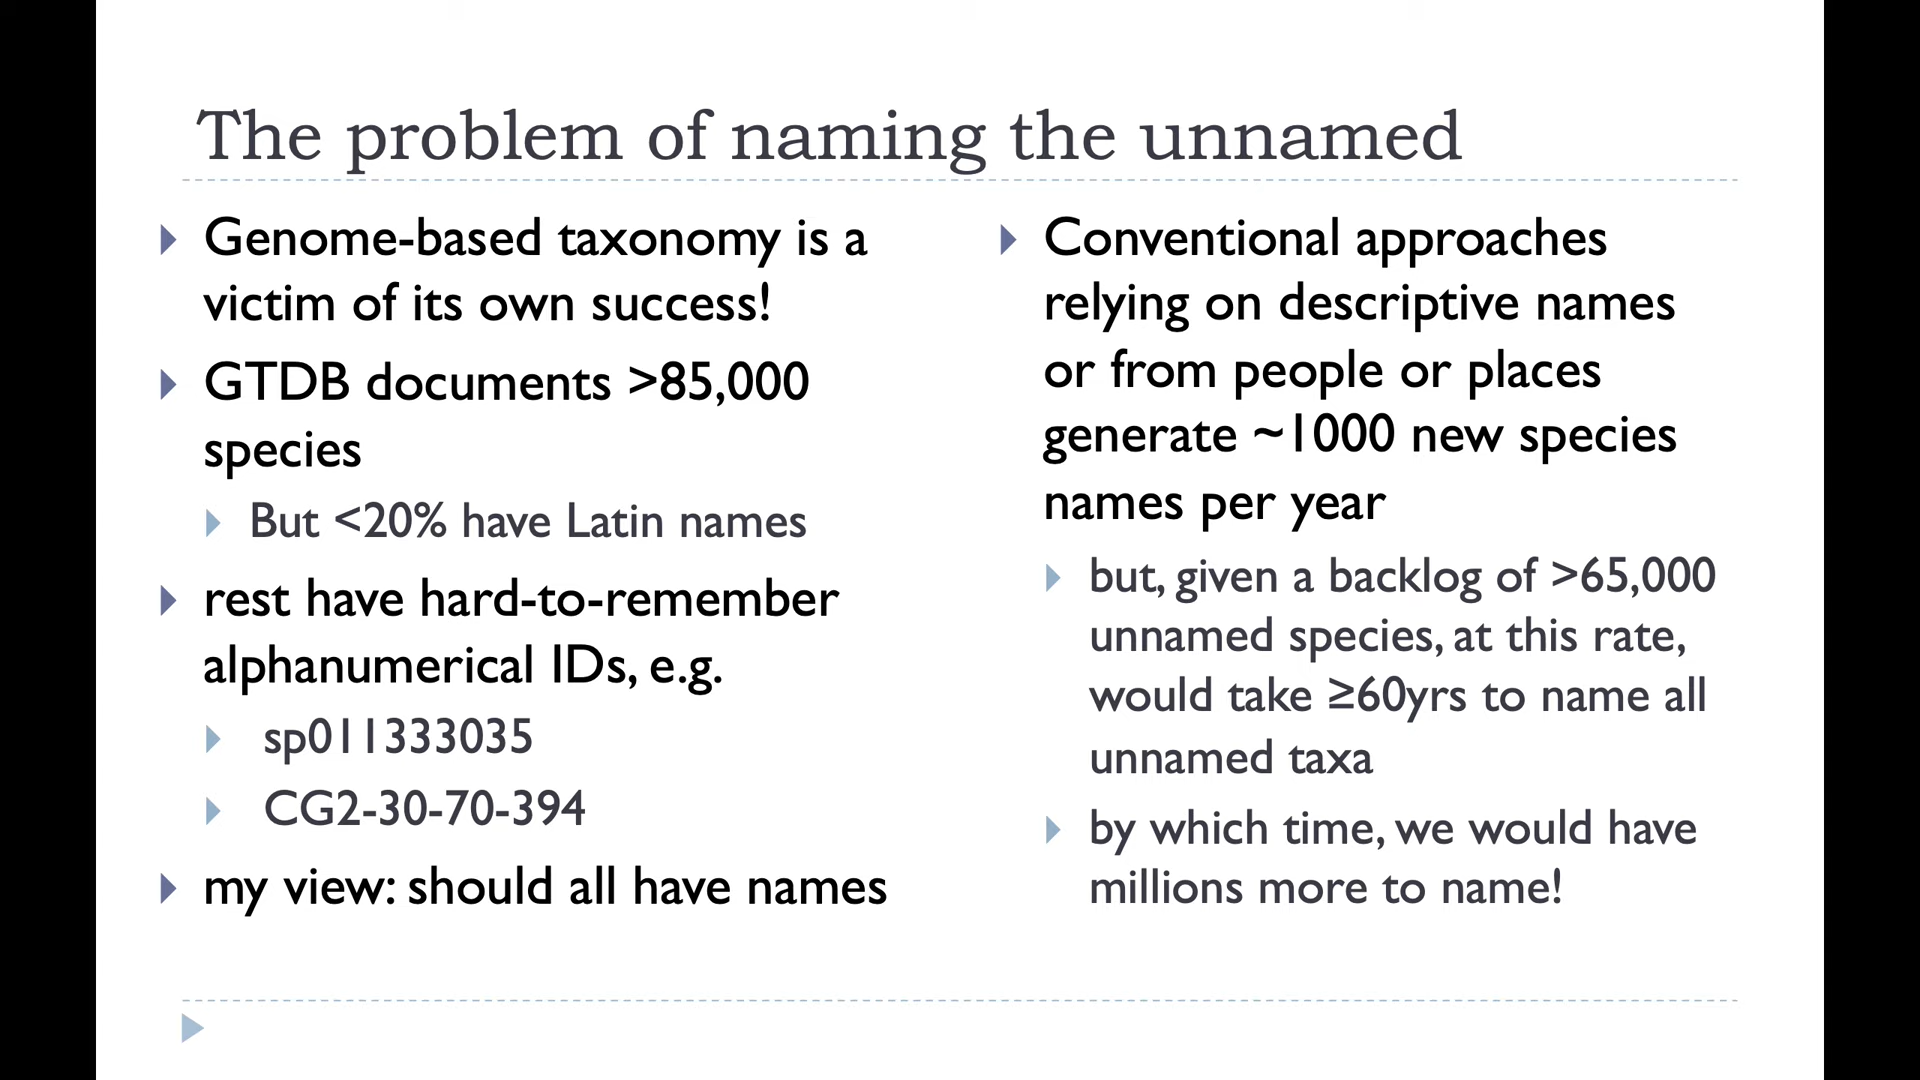 The problem of naming the unnamed
Genome-based taxonomy is a
victim of its own success!
GTDB documents >85,000
species
But <20% have Latin names
rest have hard-to-remember
alphanumerical IDs, e.g.
sp011333035
CG2-30-70-394
my view: should all have names
Conventional approaches
relying on descriptive names
or from people or places
generate ~1000 new species
names per year
but, given a backlog of >65,000
unnamed species, at this rate,
would take ≥60yrs to name all
unnamed taxa
by which time, we would have
millions more to name!